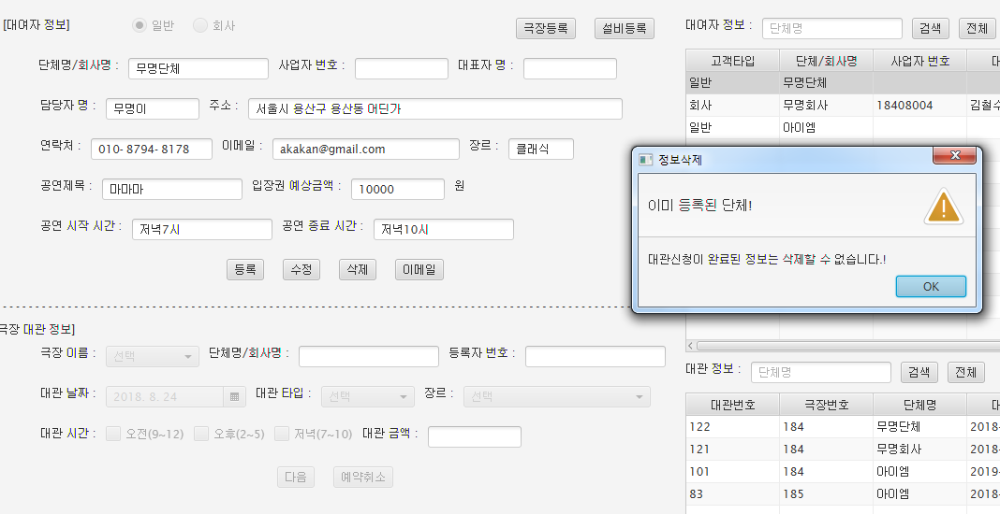 [대여자 정보] 일반 회사 극장등록 설비등록
단체명/회사명 : 무명단체 사업자 번호 : 대표자 명 :
담당자 명 : 무명이 주소 : 서울시 용산구 용산동 어딘가
연락처 : 010- 8794- 8178 이메일 : akakan@gmail.com 장르 : 클래식
공연제목 : 마마마 입장권 예상금액 : 10000 원
공연 시작 시간 : 저녁7시 공연 종료 시간 : 저녁10시
등록 수정 삭제 이메일
극장 대관 정보]
극장 이름 : 선택 단체명/회사명 : 등록자 번호 :
대관 날짜 : 2018. 8. 24 대관 타입 : 선택 장르 : 선택
대관 시간 : 오전(9~12) 오후(2~5) 저녁(7~10) 대관 금액 :
다음 예약취소
대여자 정보 : 단체명 검색 전체
고객타입 단체/회사명 사업자 번호 대
일반 무명단체
회사 무명회사 18408004 김철수
일반 아이엠
정보삭제
이미 등록된 단체!
대관신청이 완료된 정보는 삭제할 수 없습니다.!
OK
대관 정보 : 단체명 검색 전체
대관번호 극장번호 단체명 대
122 184 무명단체 2018-
121 184 무명회사 2018-
101 184 아이엠 2019-
83 185 아이엠 2018-